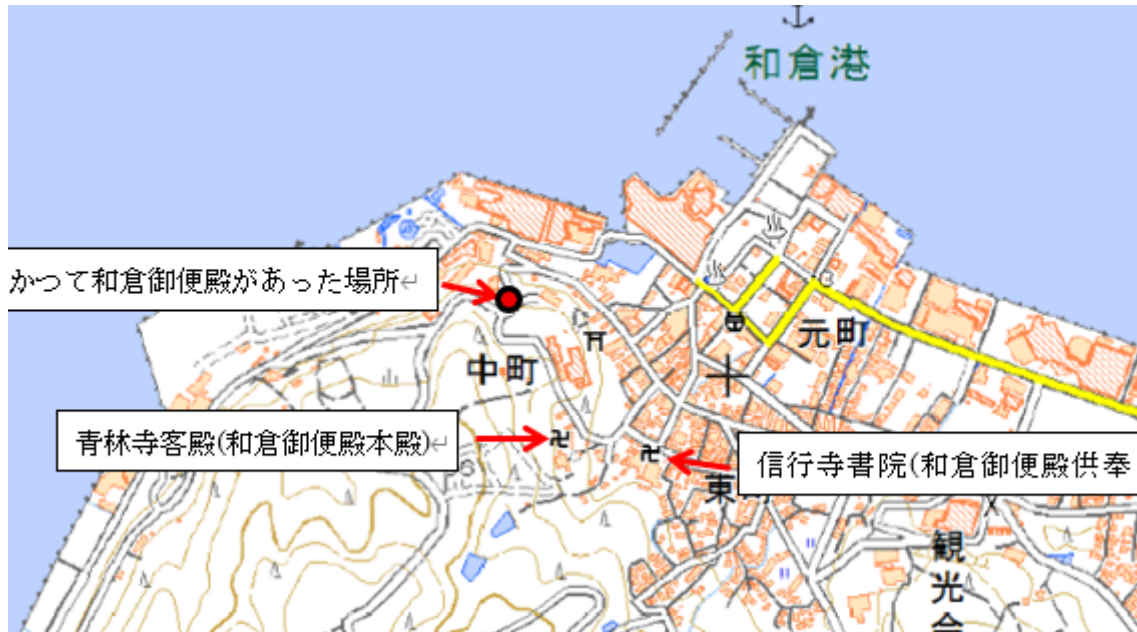 和倉港
かつて和倉御便殿があった場所↵
元町
中町
青林寺客殿(和倉御便殿本殿)↵
信行寺書院(和倉御便殿供奉
東
観光会